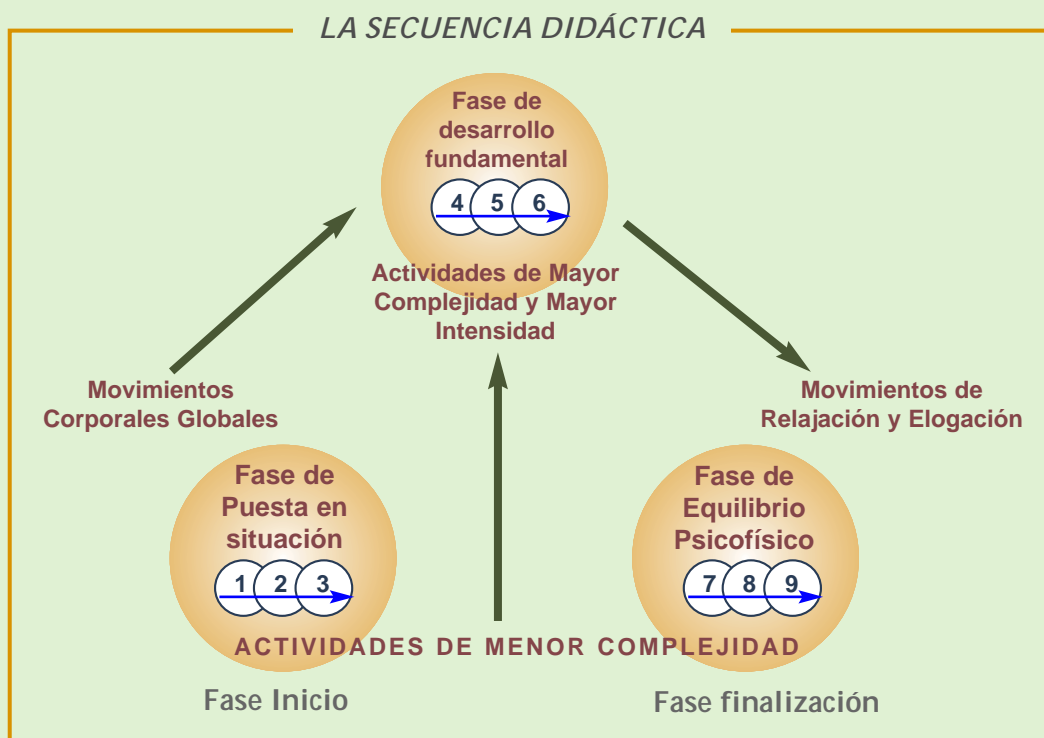 LA SECUENCIA DIDÁCTICA
Fase de
desarrollo
fundamental
4 5 6
Actividades de Mayor
Complejidad y Mayor
Intensidad
Movimientos
Corporales Globales
Movimientos de
Relajación y Elogación
Fase de
Puesta en
situación
1 2 3
Fase de
Equilibrio
Psicofísico
7 8 9
ACTIVIDADES DE MENOR COMPLEJIDAD
Fase Inicio
Fase finalización